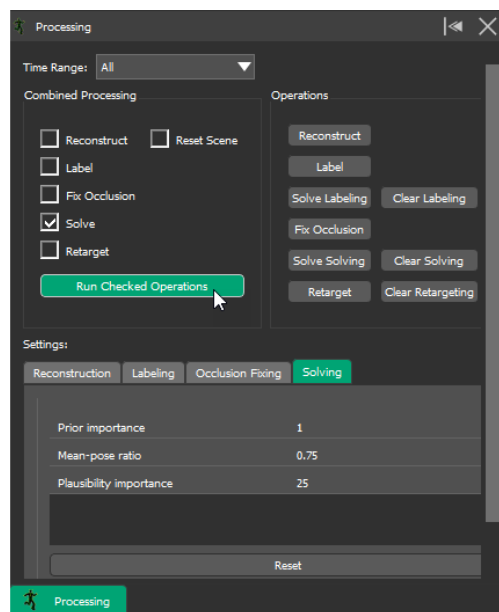 Processing
Time Range: All
Combined Processing
Reconstruct Reset Scene
Label
Fix Occlusion
Solve
Retarget
Run Checked Operations
Operations
Reconstruct
Label
Solve Labeling Clear Labeling
Fix Occlusion
Solve Solving Clear Solving
Retarget Clear Retargeting
Settings:
Reconstruction Labeling Occlusion Fixing Solving
Prior importance 1
Mean-pose ratio 0.75
Plausibility importance 25
Reset
Processing